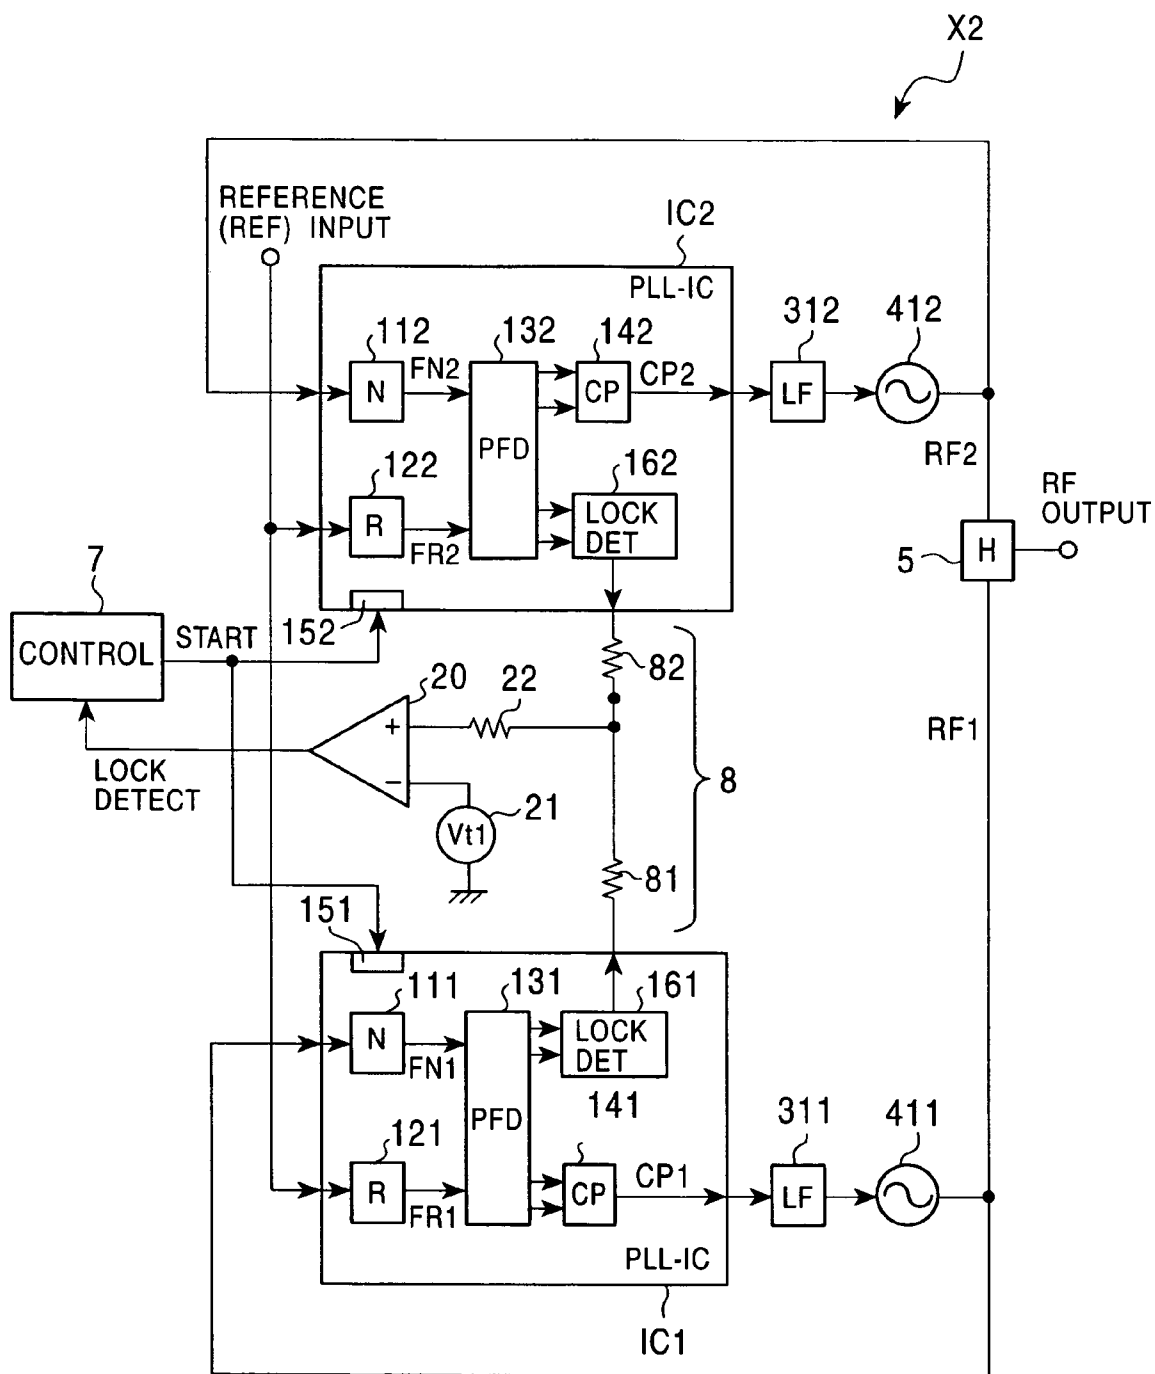 X2
REFERENCE
(REF) INPUT
IC2
PLL-IC
112
FN2
132
142
CP2
312
412
N
CP
LF
PFD
RF2
122
162
R
FR2
LOCK
DET
RF
OUTPUT
5
H
7
CONTROL
START
152
82
20
22
+
−
RF1
LOCK
DETECT
8
21
Vt1
81
151
111
131
161
N
FN1
LOCK
DET
PFD
141
311
411
121
R
FR1
CP
CP1
LF
PLL-IC
IC1